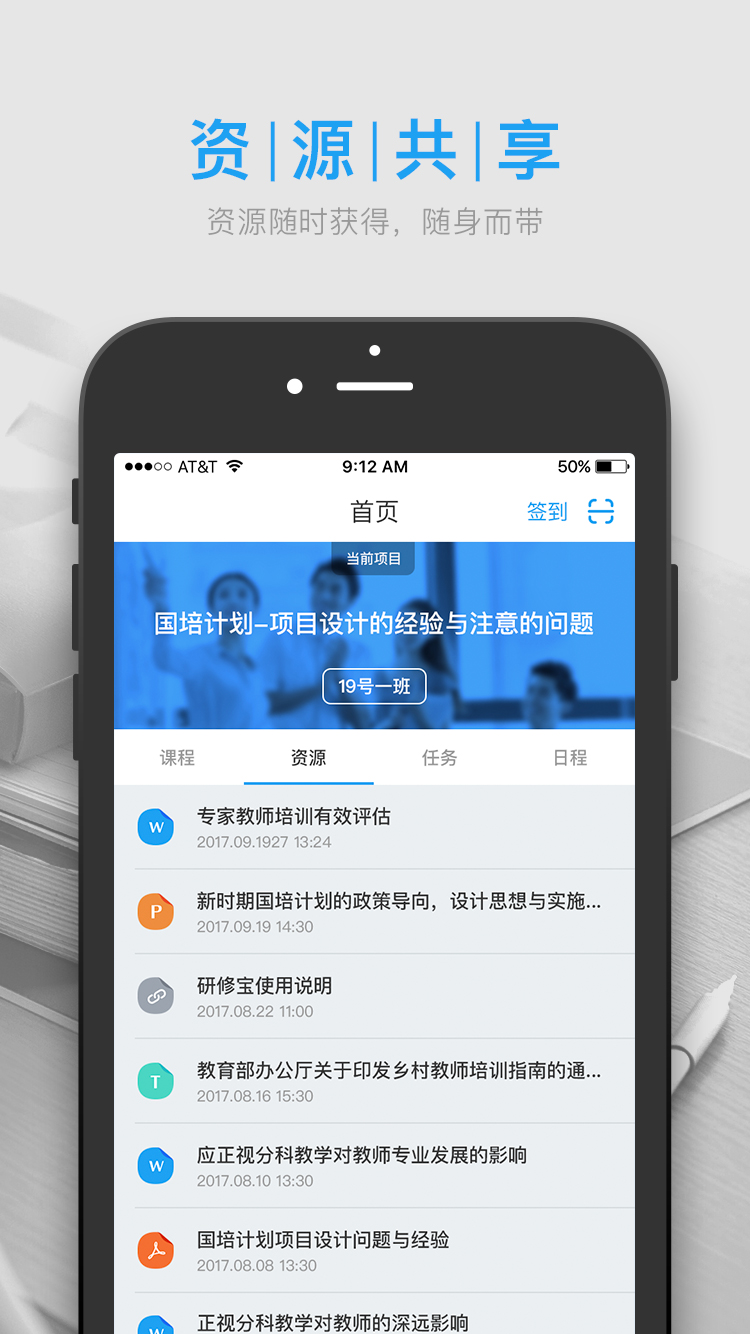 资|源|共|享
资源随时获得，随身而带
AT&T 9:12 AM 50%
首页 签到
当前项目
国培计划-项目设计的经验与注意的问题
19号一班
课程 资源 任务 日程
W 专家教师培训有效评估
2017.09.1927 13:24
P 新时期国培计划的政策导向，设计思想与实施...
2017.09.19 14:30
研修宝使用说明
2017.08.22 11:00
T 教育部办公厅关于印发乡村教师培训指南的通...
2017.08.16 15:30
W 应正视分科教学对教师专业发展的影响
2017.08.10 13:30
国培计划项目设计问题与经验
2017.08.08 13:30
W 正视分科教学对教师的深远影响